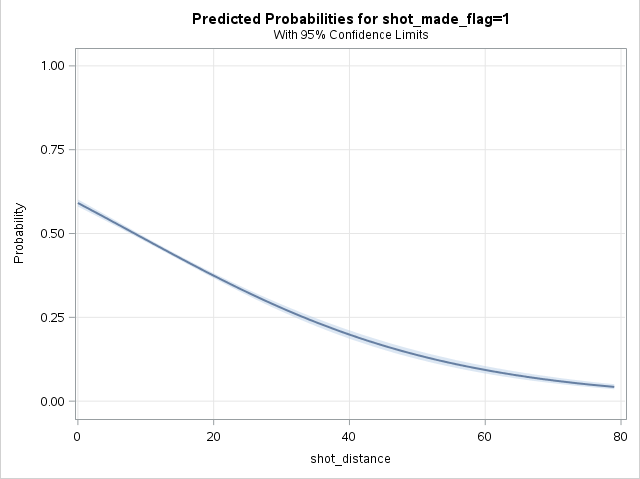 Predicted Probabilities for shot_made_flag=1
With 95% Confidence Limits
1.00
0.75
0.50
0.25
0.00
Probability
0 20 40 60 80
shot_distance